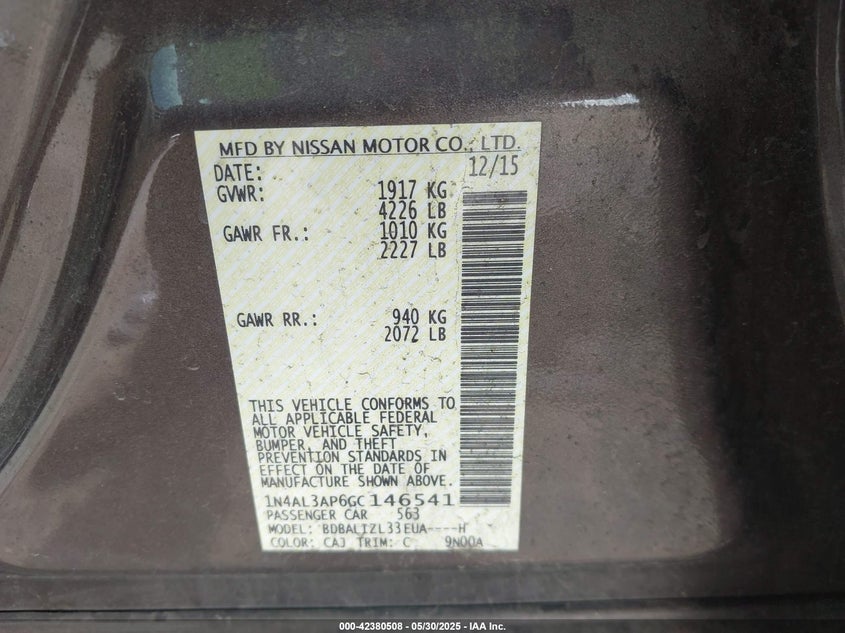 MFD BY NISSAN MOTOR CO., LTD.
DATE: 12/15
GVWR: 1917 KG
4226 LB
GAWR FR.: 1010 KG
2227 LB
GAWR RR.: 940 KG
2072 LB
THIS VEHICLE CONFORMS TO
ALL APPLICABLE FEDERAL
MOTOR VEHICLE SAFETY,
BUMPER, AND THEFT
PREVENTION STANDARDS IN
EFFECT ON THE DATE OF
MANUFACTURE SHOWN ABOVE.
1N4AL3AP6GC146541
PASSENGER CAR 563
MODEL: BDBALIZL33EUA----H
COLOR: CAJ TRIM: C 9N00A
000-42380508 - 05/30/2025 - IAA Inc.